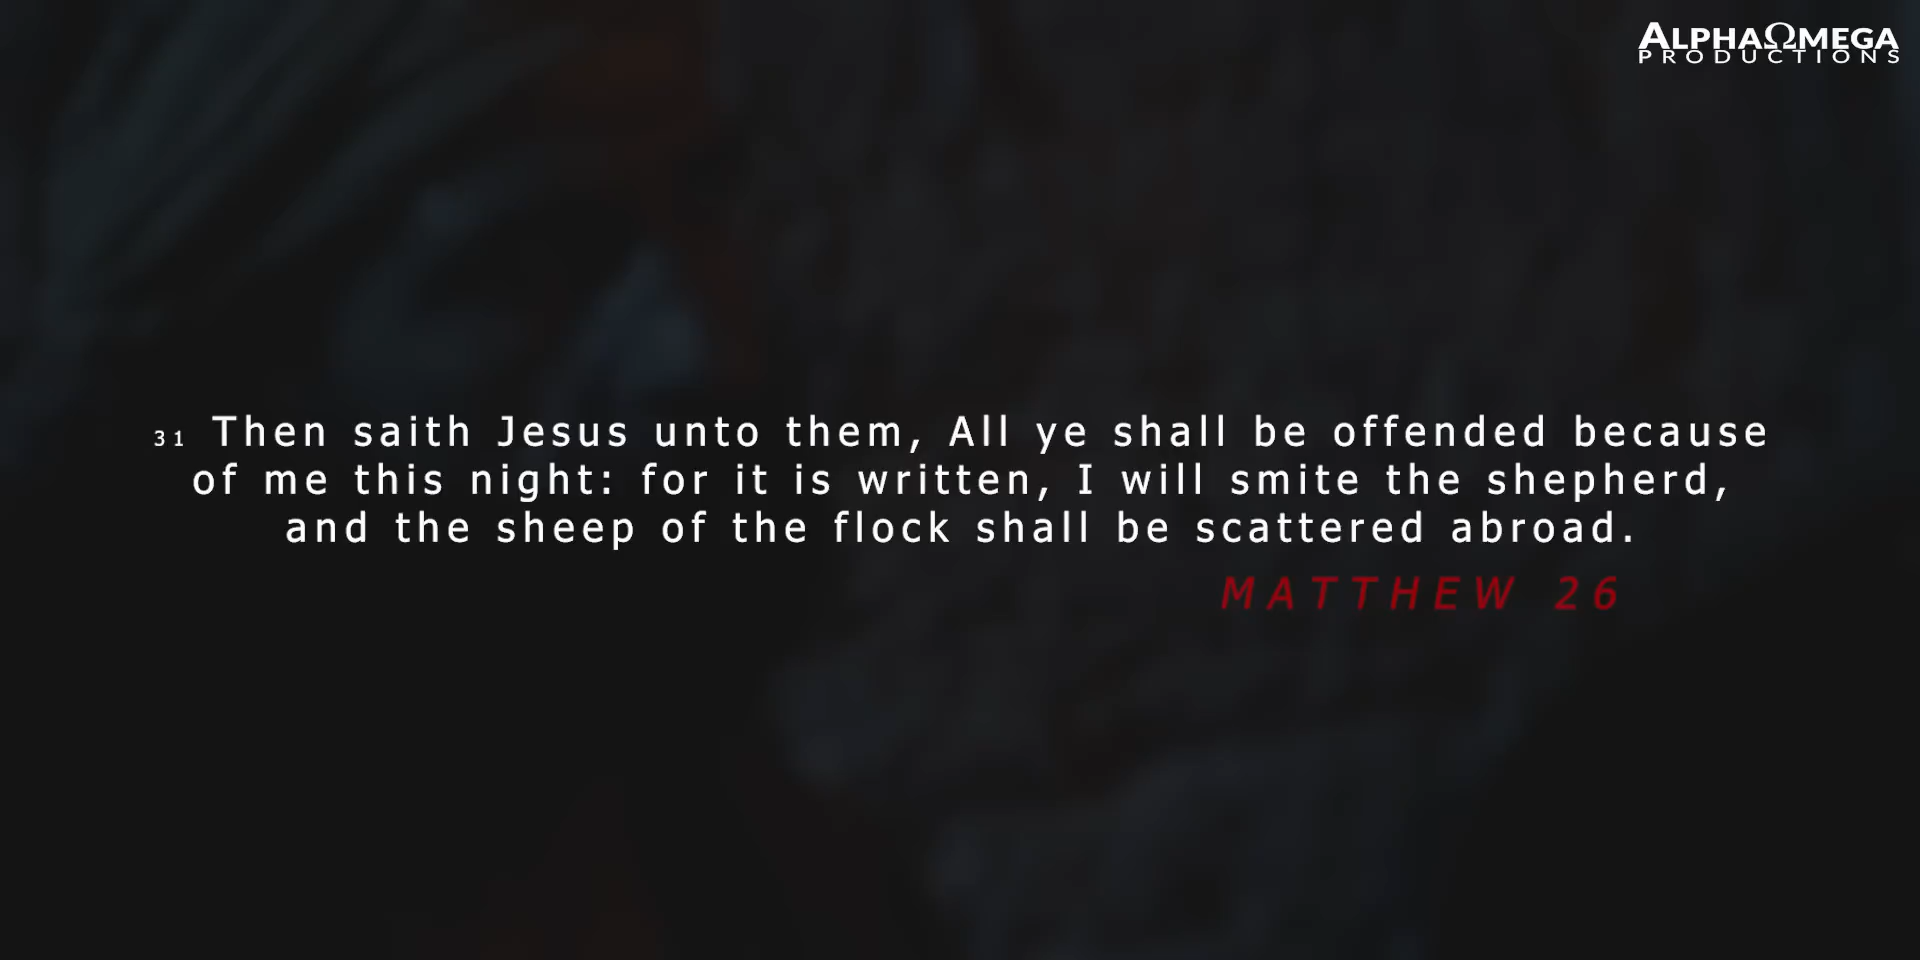 ALPHAΩMEGA
PRODUCTIONS
31 Then saith Jesus unto them, All ye shall be offended because
of me this night: for it is written, I will smite the shepherd,
and the sheep of the flock shall be scattered abroad.
MATTHEW 26